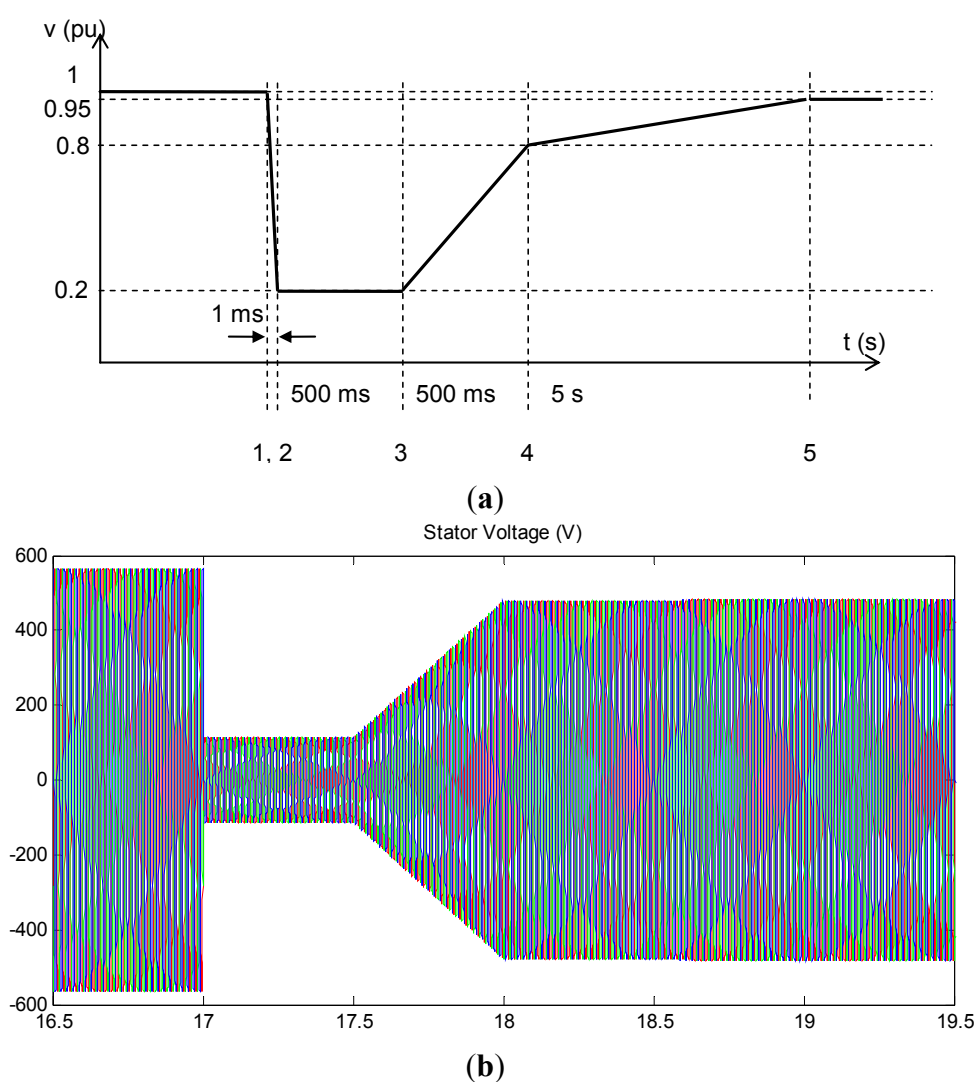 v (pu)
1
0.95
0.8
0.2
1 ms
t (s)
500 ms 500 ms 5 s
1, 2 3 4 5
(a)
Stator Voltage (V)
600
400
200
0
-200
-400
-600
16.5 17 17.5 18 18.5 19 19.5
(b)